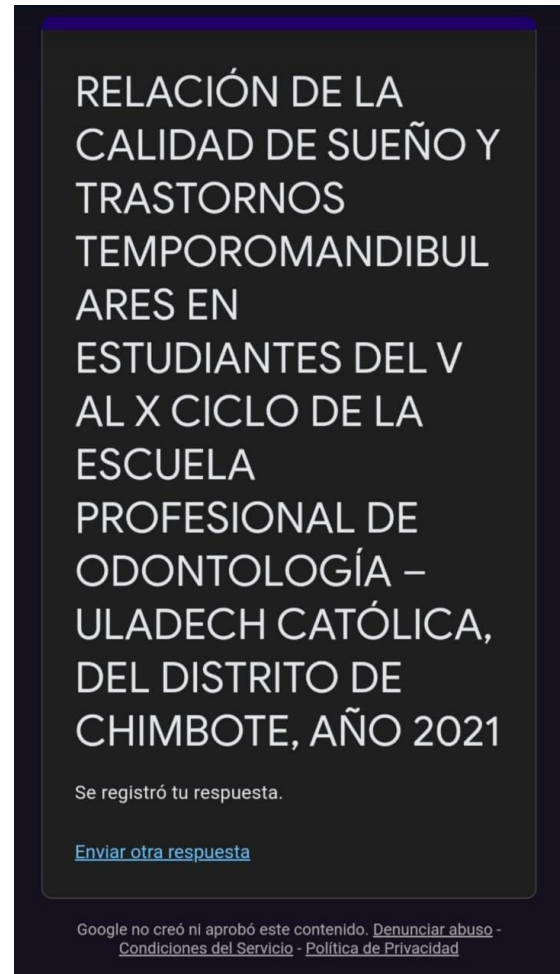 RELACIÓN DE LA
CALIDAD DE SUEÑO Y
TRASTORNOS
TEMPOROMANDIBUL
ARES EN
ESTUDIANTES DEL V
AL X CICLO DE LA
ESCUELA
PROFESIONAL DE
ODONTOLOGÍA –
ULADECH CATÓLICA,
DEL DISTRITO DE
CHIMBOTE, AÑO 2021
Se registró tu respuesta.
Enviar otra respuesta
Google no creó ni aprobó este contenido. Denunciar abuso -
Condiciones del Servicio - Política de Privacidad